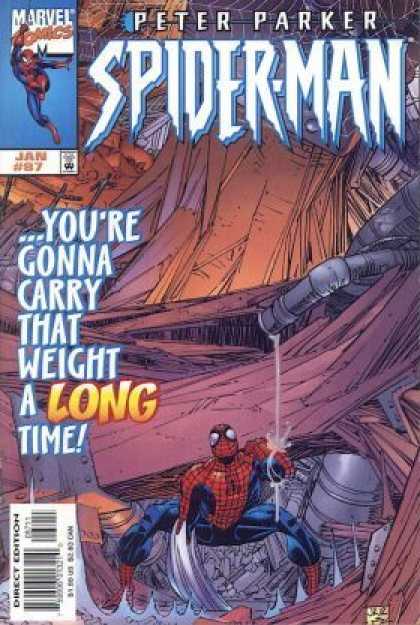 MARVEL
COMICS
PETER PARKER
SPIDER-MAN
JAN
#87
...YOU'RE
GONNA
CARRY
THAT
WEIGHT
A LONG
TIME!
DIRECT EDITION